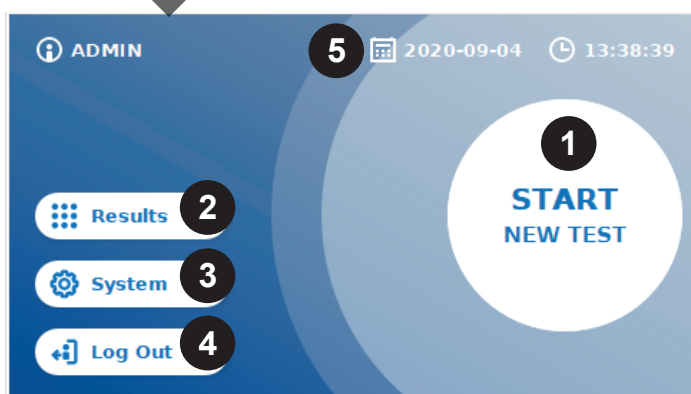 ADMIN
5 2020-09-04 13:38:39
1
START
NEW TEST
Results 2
System 3
Log Out 4